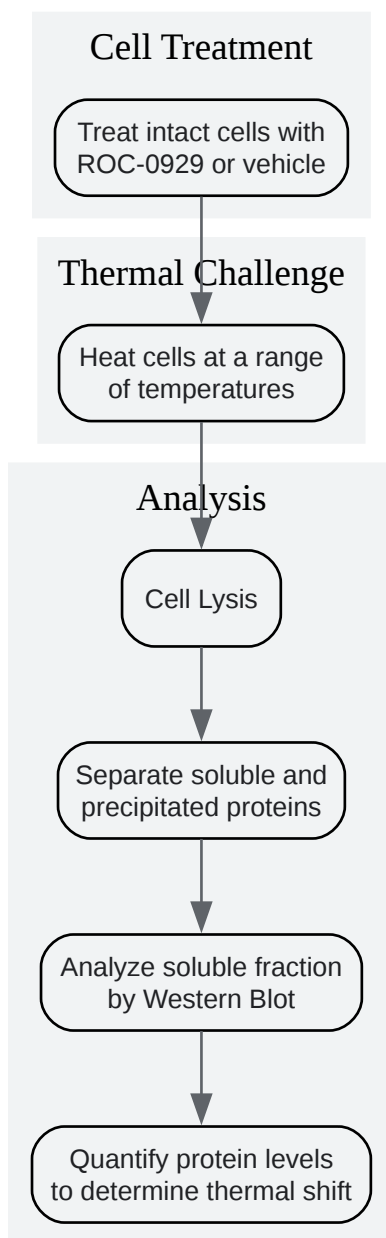 Cell Treatment
Treat intact cells with
ROC-0929 or vehicle
Thermal Challenge
Heat cells at a range
of temperatures
Analysis
Cell Lysis
Separate soluble and
precipitated proteins
Analyze soluble fraction
by Western Blot
Quantify protein levels
to determine thermal shift